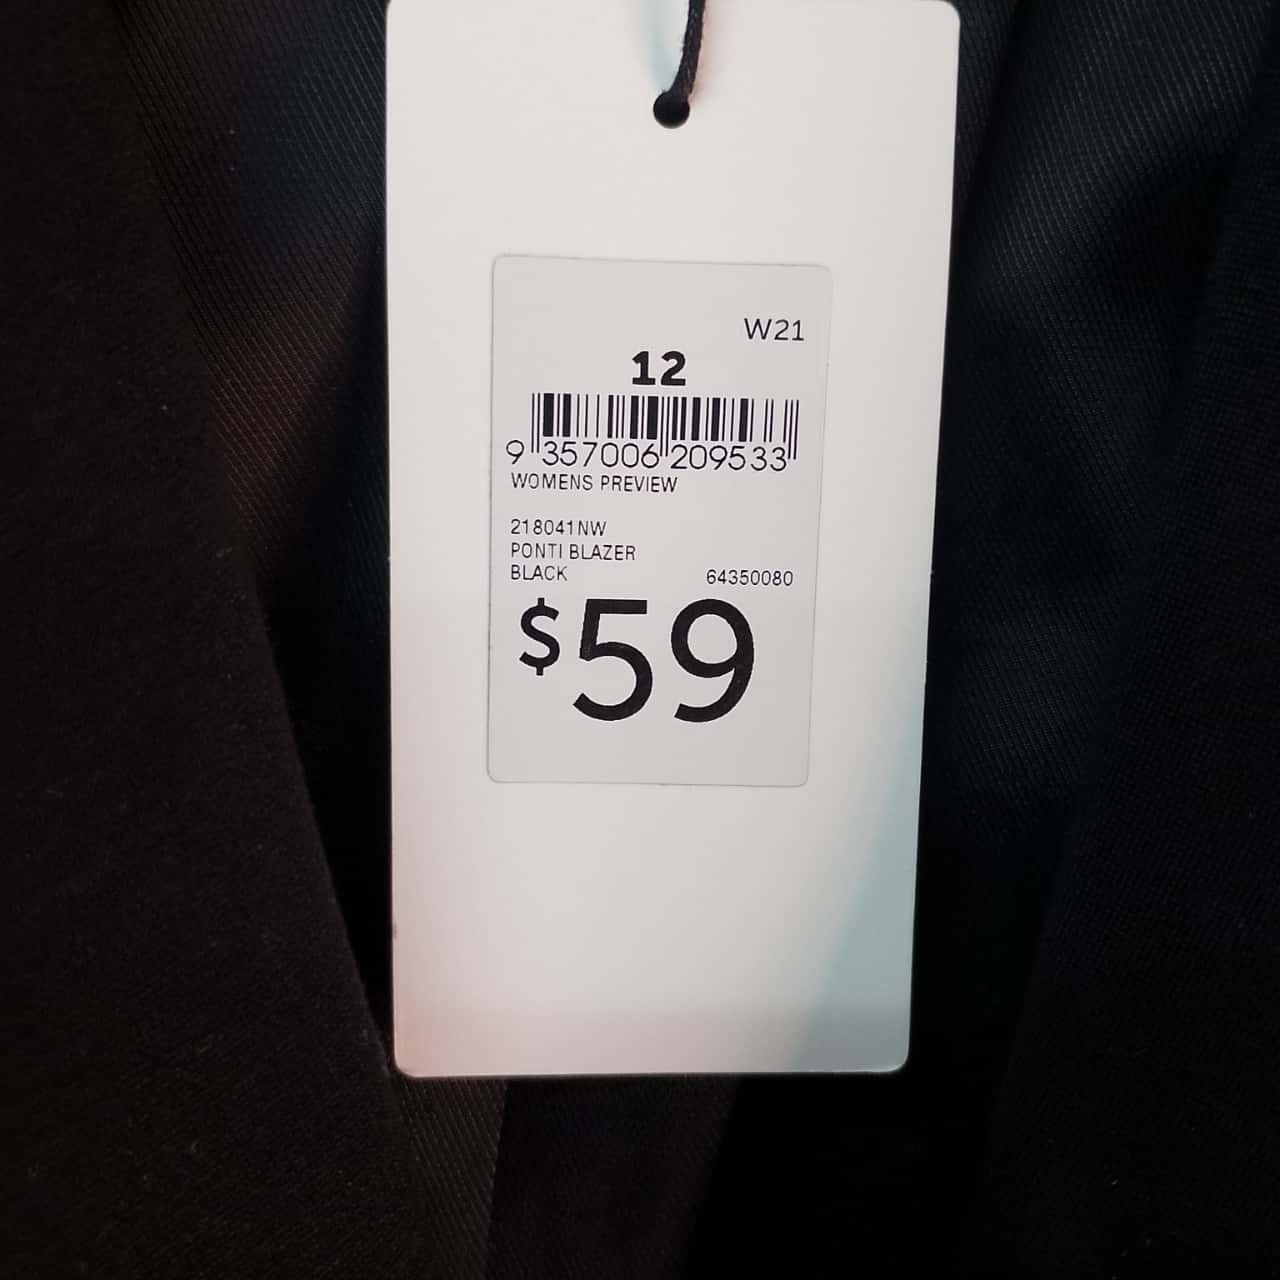 W21
12
9 357006 209533
WOMENS PREVIEW
218041NW
PONTI BLAZER
BLACK 64350080
$59